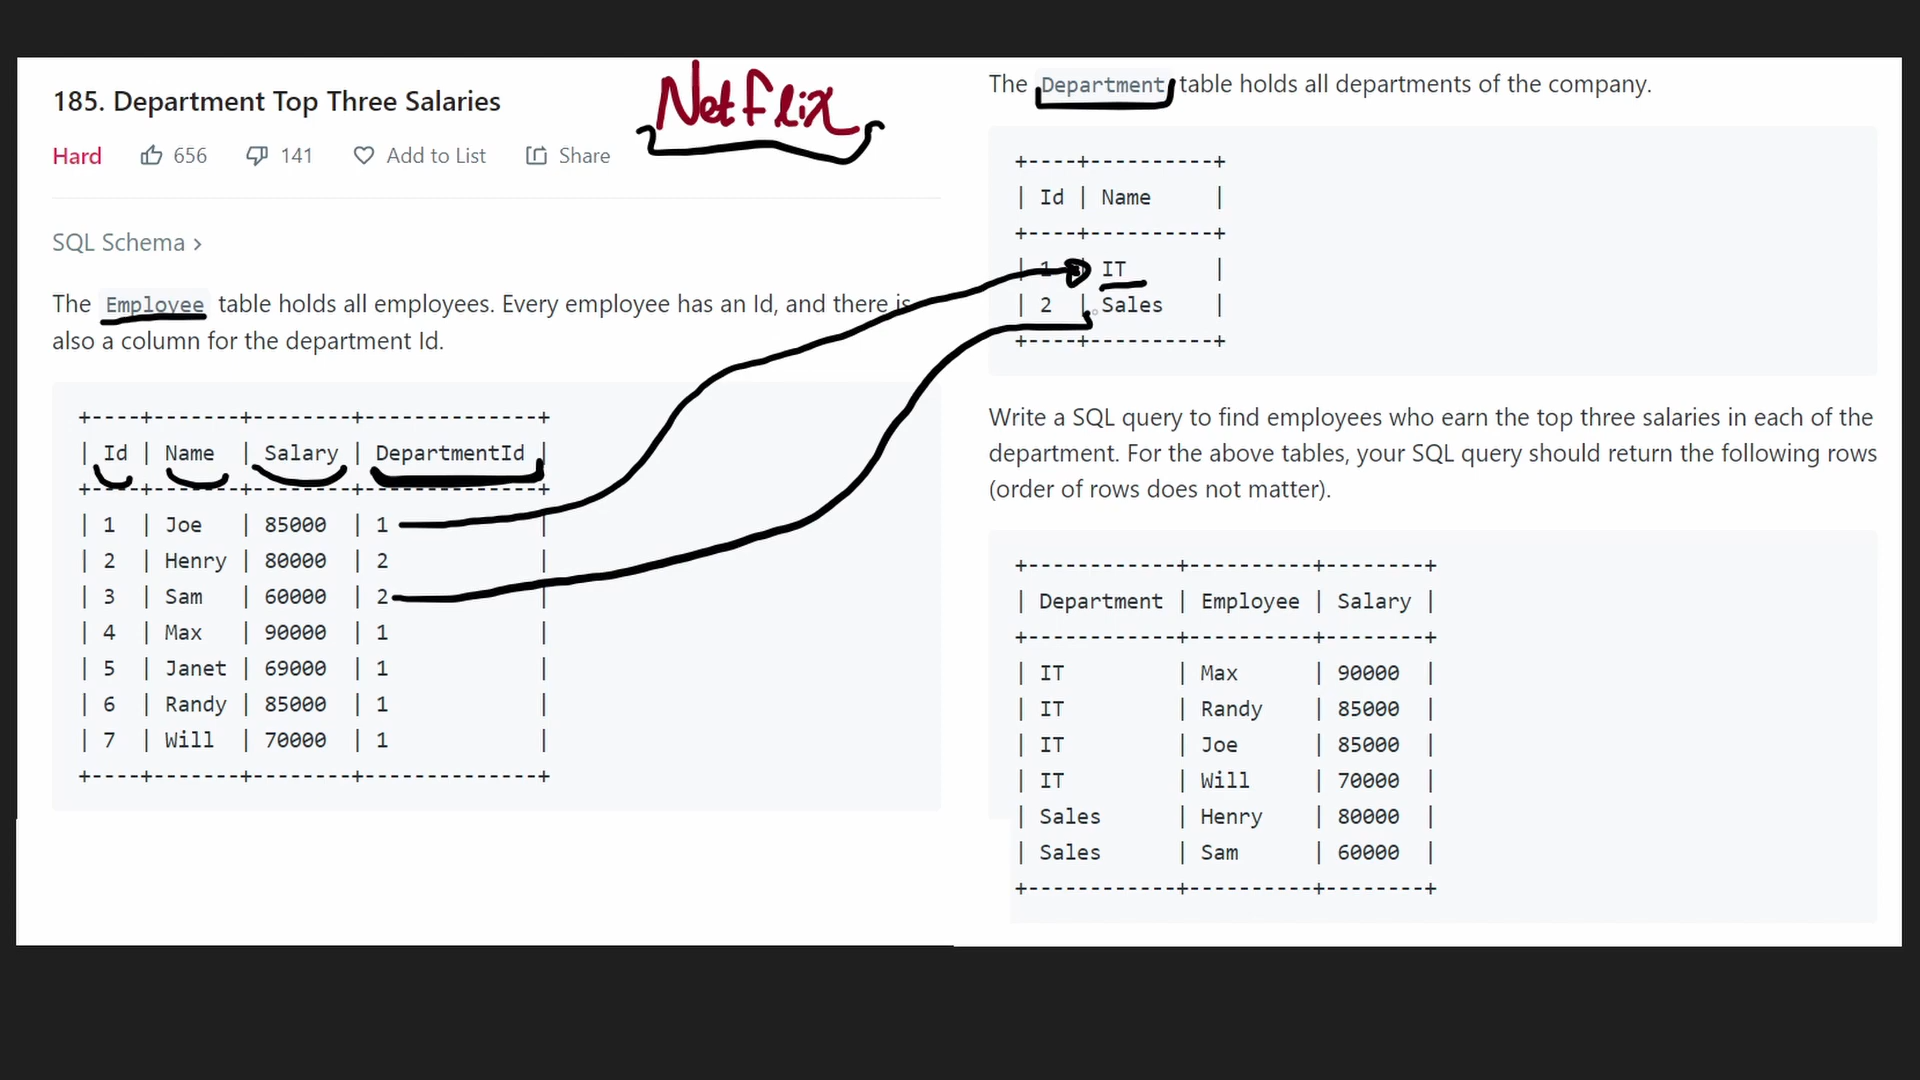 185. Department Top Three Salaries
Netflix
Hard 656 141 Add to List Share
SQL Schema >
The Employee table holds all employees. Every employee has an Id, and there is
also a column for the department Id.
+----+-------+--------+--------------+
| Id | Name | Salary | DepartmentId |
+----+-------+--------+--------------+
| 1 | Joe | 85000 | 1 |
| 2 | Henry | 80000 | 2 |
| 3 | Sam | 60000 | 2 |
| 4 | Max | 90000 | 1 |
| 5 | Janet | 69000 | 1 |
| 6 | Randy | 85000 | 1 |
| 7 | Will | 70000 | 1 |
+----+-------+--------+--------------+
The Department table holds all departments of the company.
+----+----------+
| Id | Name |
+----+----------+
| 1 | IT |
| 2 | Sales |
+----+----------+
Write a SQL query to find employees who earn the top three salaries in each of the
department. For the above tables, your SQL query should return the following rows
(order of rows does not matter).
+------------+----------+--------+
| Department | Employee | Salary |
+------------+----------+--------+
| IT | Max | 90000 |
| IT | Randy | 85000 |
| IT | Joe | 85000 |
| IT | Will | 70000 |
| Sales | Henry | 80000 |
| Sales | Sam | 60000 |
+------------+----------+--------+